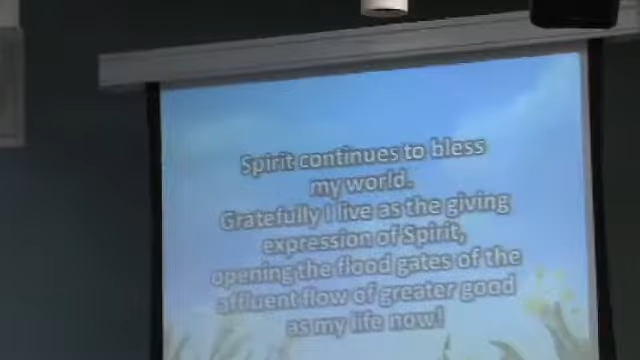 Spirit continues to bless
my world.
Gratefully I live as the giving
expression of Spirit,
opening the flood gates of the
affluent flow of greater good
as my life now!